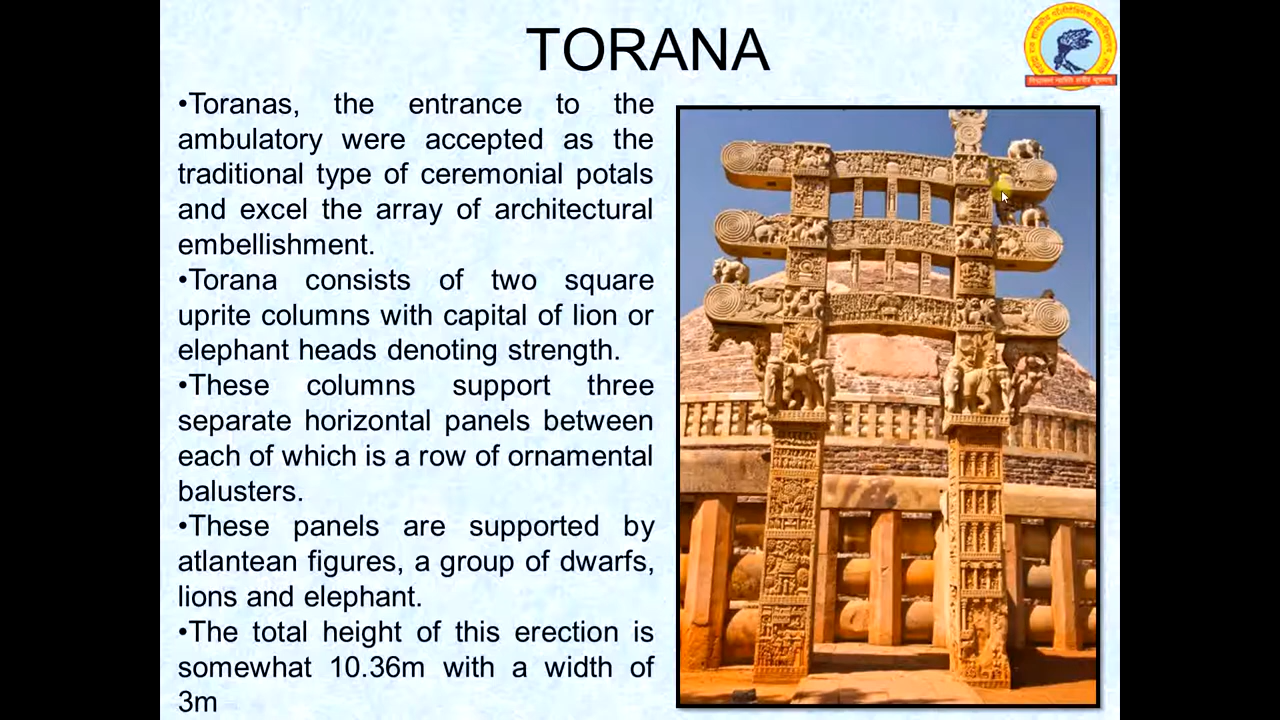 TORANA
•Toranas, the entrance to the
ambulatory were accepted as the
traditional type of ceremonial potals
and excel the array of architectural
embellishment.
•Torana consists of two square
uprite columns with capital of lion or
elephant heads denoting strength.
•These columns support three
separate horizontal panels between
each of which is a row of ornamental
balusters.
•These panels are supported by
atlantean figures, a group of dwarfs,
lions and elephant.
•The total height of this erection is
somewhat 10.36m with a width of
3m